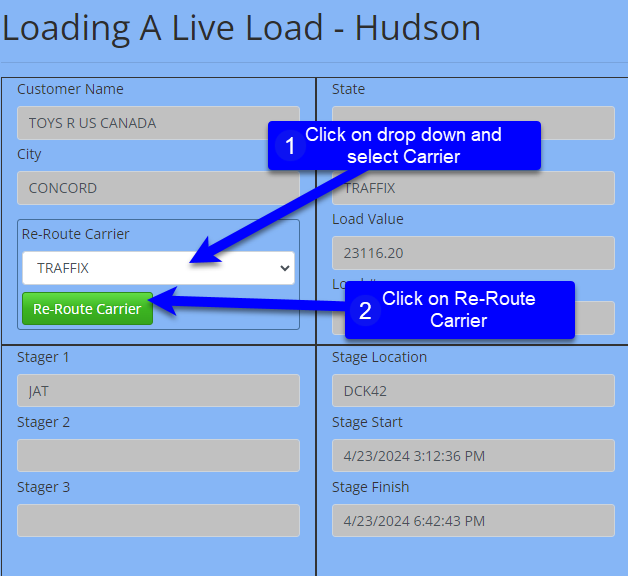 Loading A Live Load - Hudson
Customer Name
TOYS R US CANADA
City
CONCORD
Re-Route Carrier
TRAFFIX
Re-Route Carrier
State
1 Click on drop down and
select Carrier
TRAFFIX
Load Value
23116.20
2 Click on Re-Route
Carrier
Stager 1
JAT
Stager 2
Stager 3
Stage Location
DCK42
Stage Start
4/23/2024 3:12:36 PM
Stage Finish
4/23/2024 6:42:43 PM